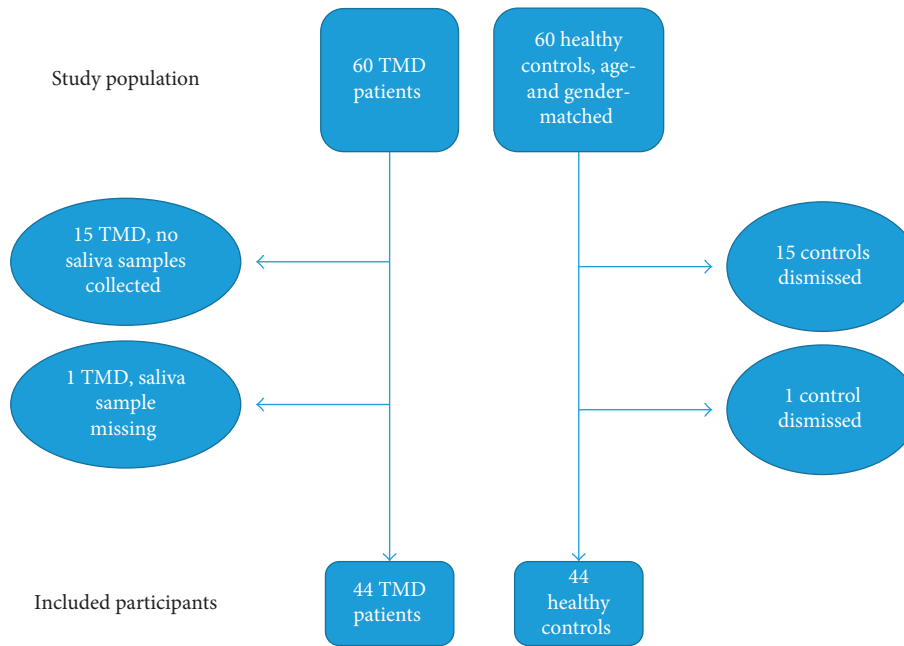 Study population
60 TMD
patients
60 healthy
controls, age-
and gender-
matched
15 TMD, no
saliva samples
collected
15 controls
dismissed
1 TMD, saliva
sample
missing
1 control
dismissed
Included participants
44 TMD
patients
44
healthy
controls